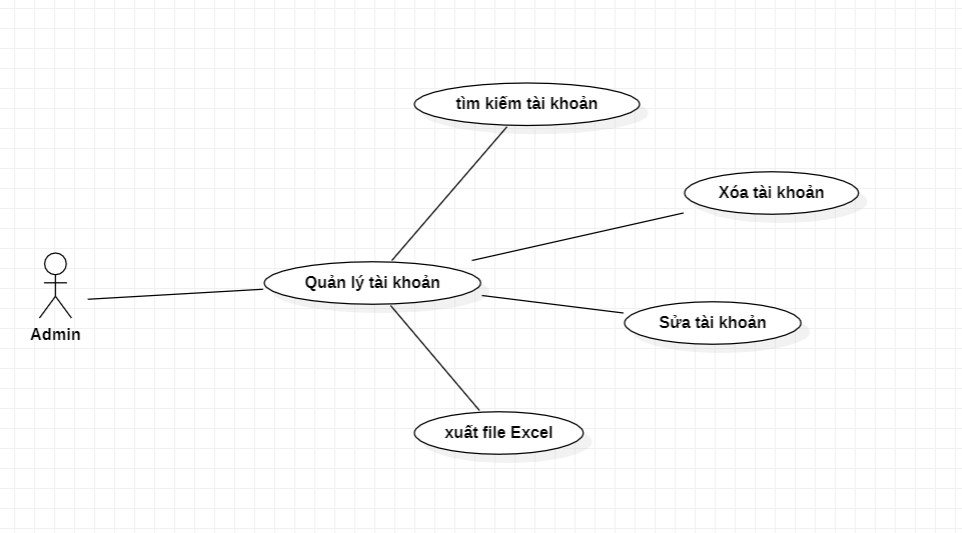 tìm kiếm tài khoản
Xóa tài khoản
Quản lý tài khoản
Sửa tài khoản
Admin
xuất file Excel